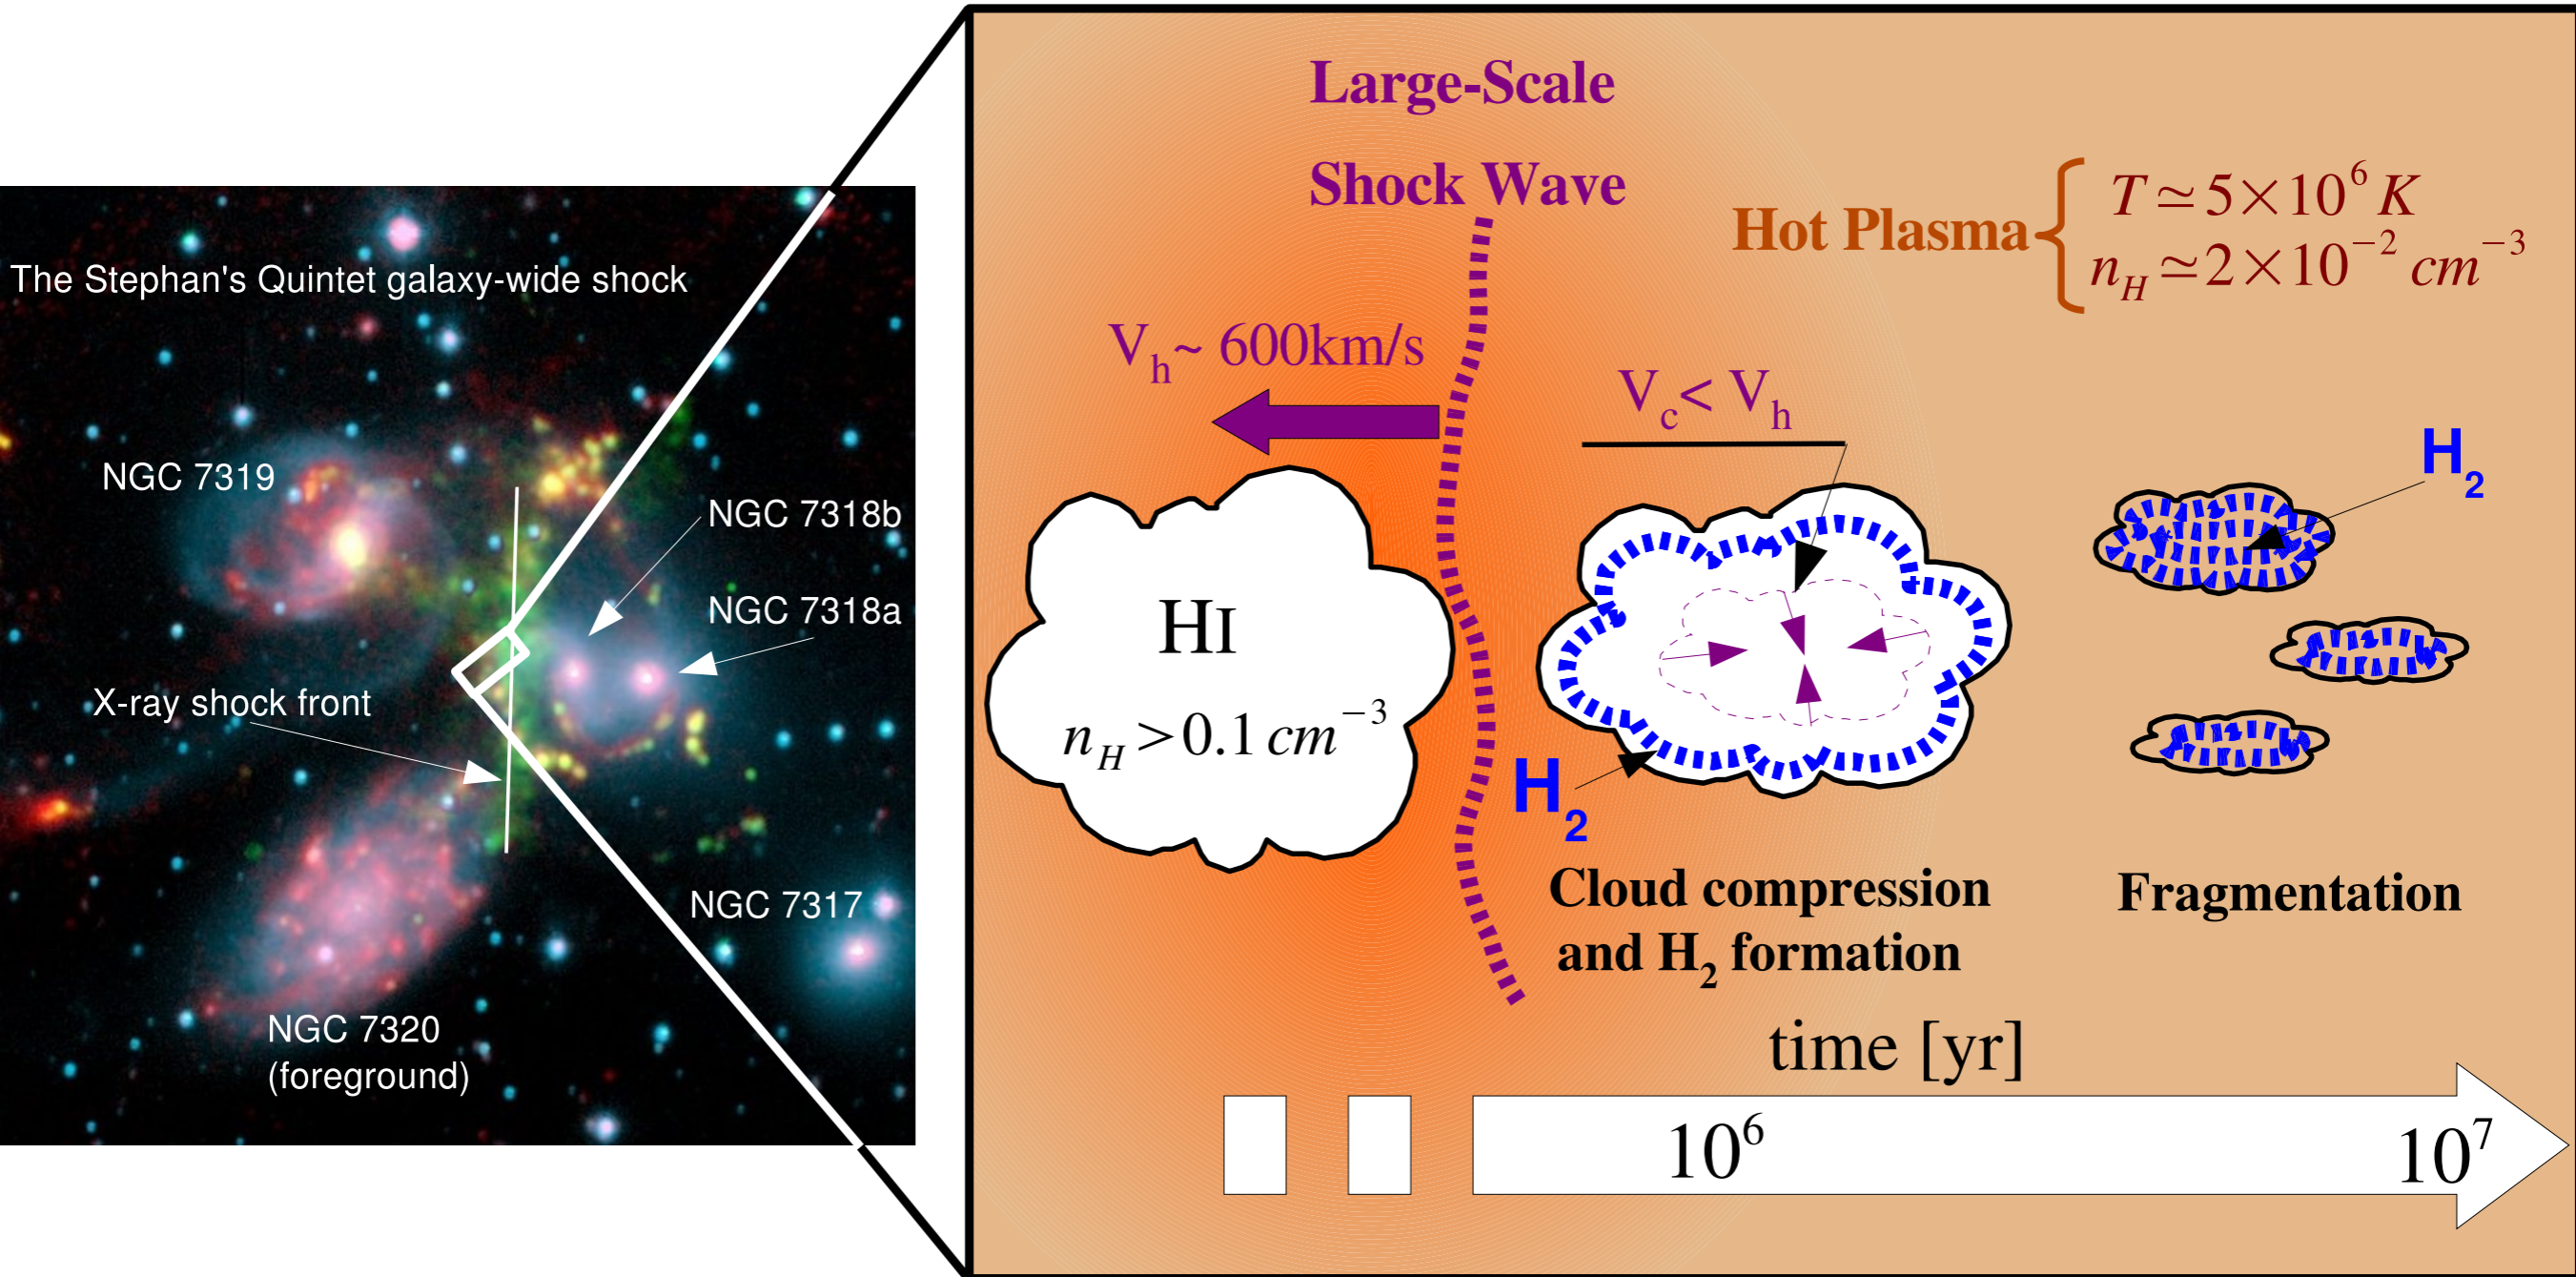 The Stephan's Quintet galaxy-wide shock
NGC 7319
NGC 7318b
NGC 7318a
X-ray shock front
NGC 7317
NGC 7320
(foreground)
Large-Scale
Shock Wave
Hot Plasma
T ≃ 5×10⁶ K
n_H ≃ 2×10⁻² cm⁻³
V_h ~ 600km/s
V_c < V_h
H₂
HI
n_H > 0.1 cm⁻³
H₂
Cloud compression
and H₂ formation
Fragmentation
time [yr]
10⁶
10⁷